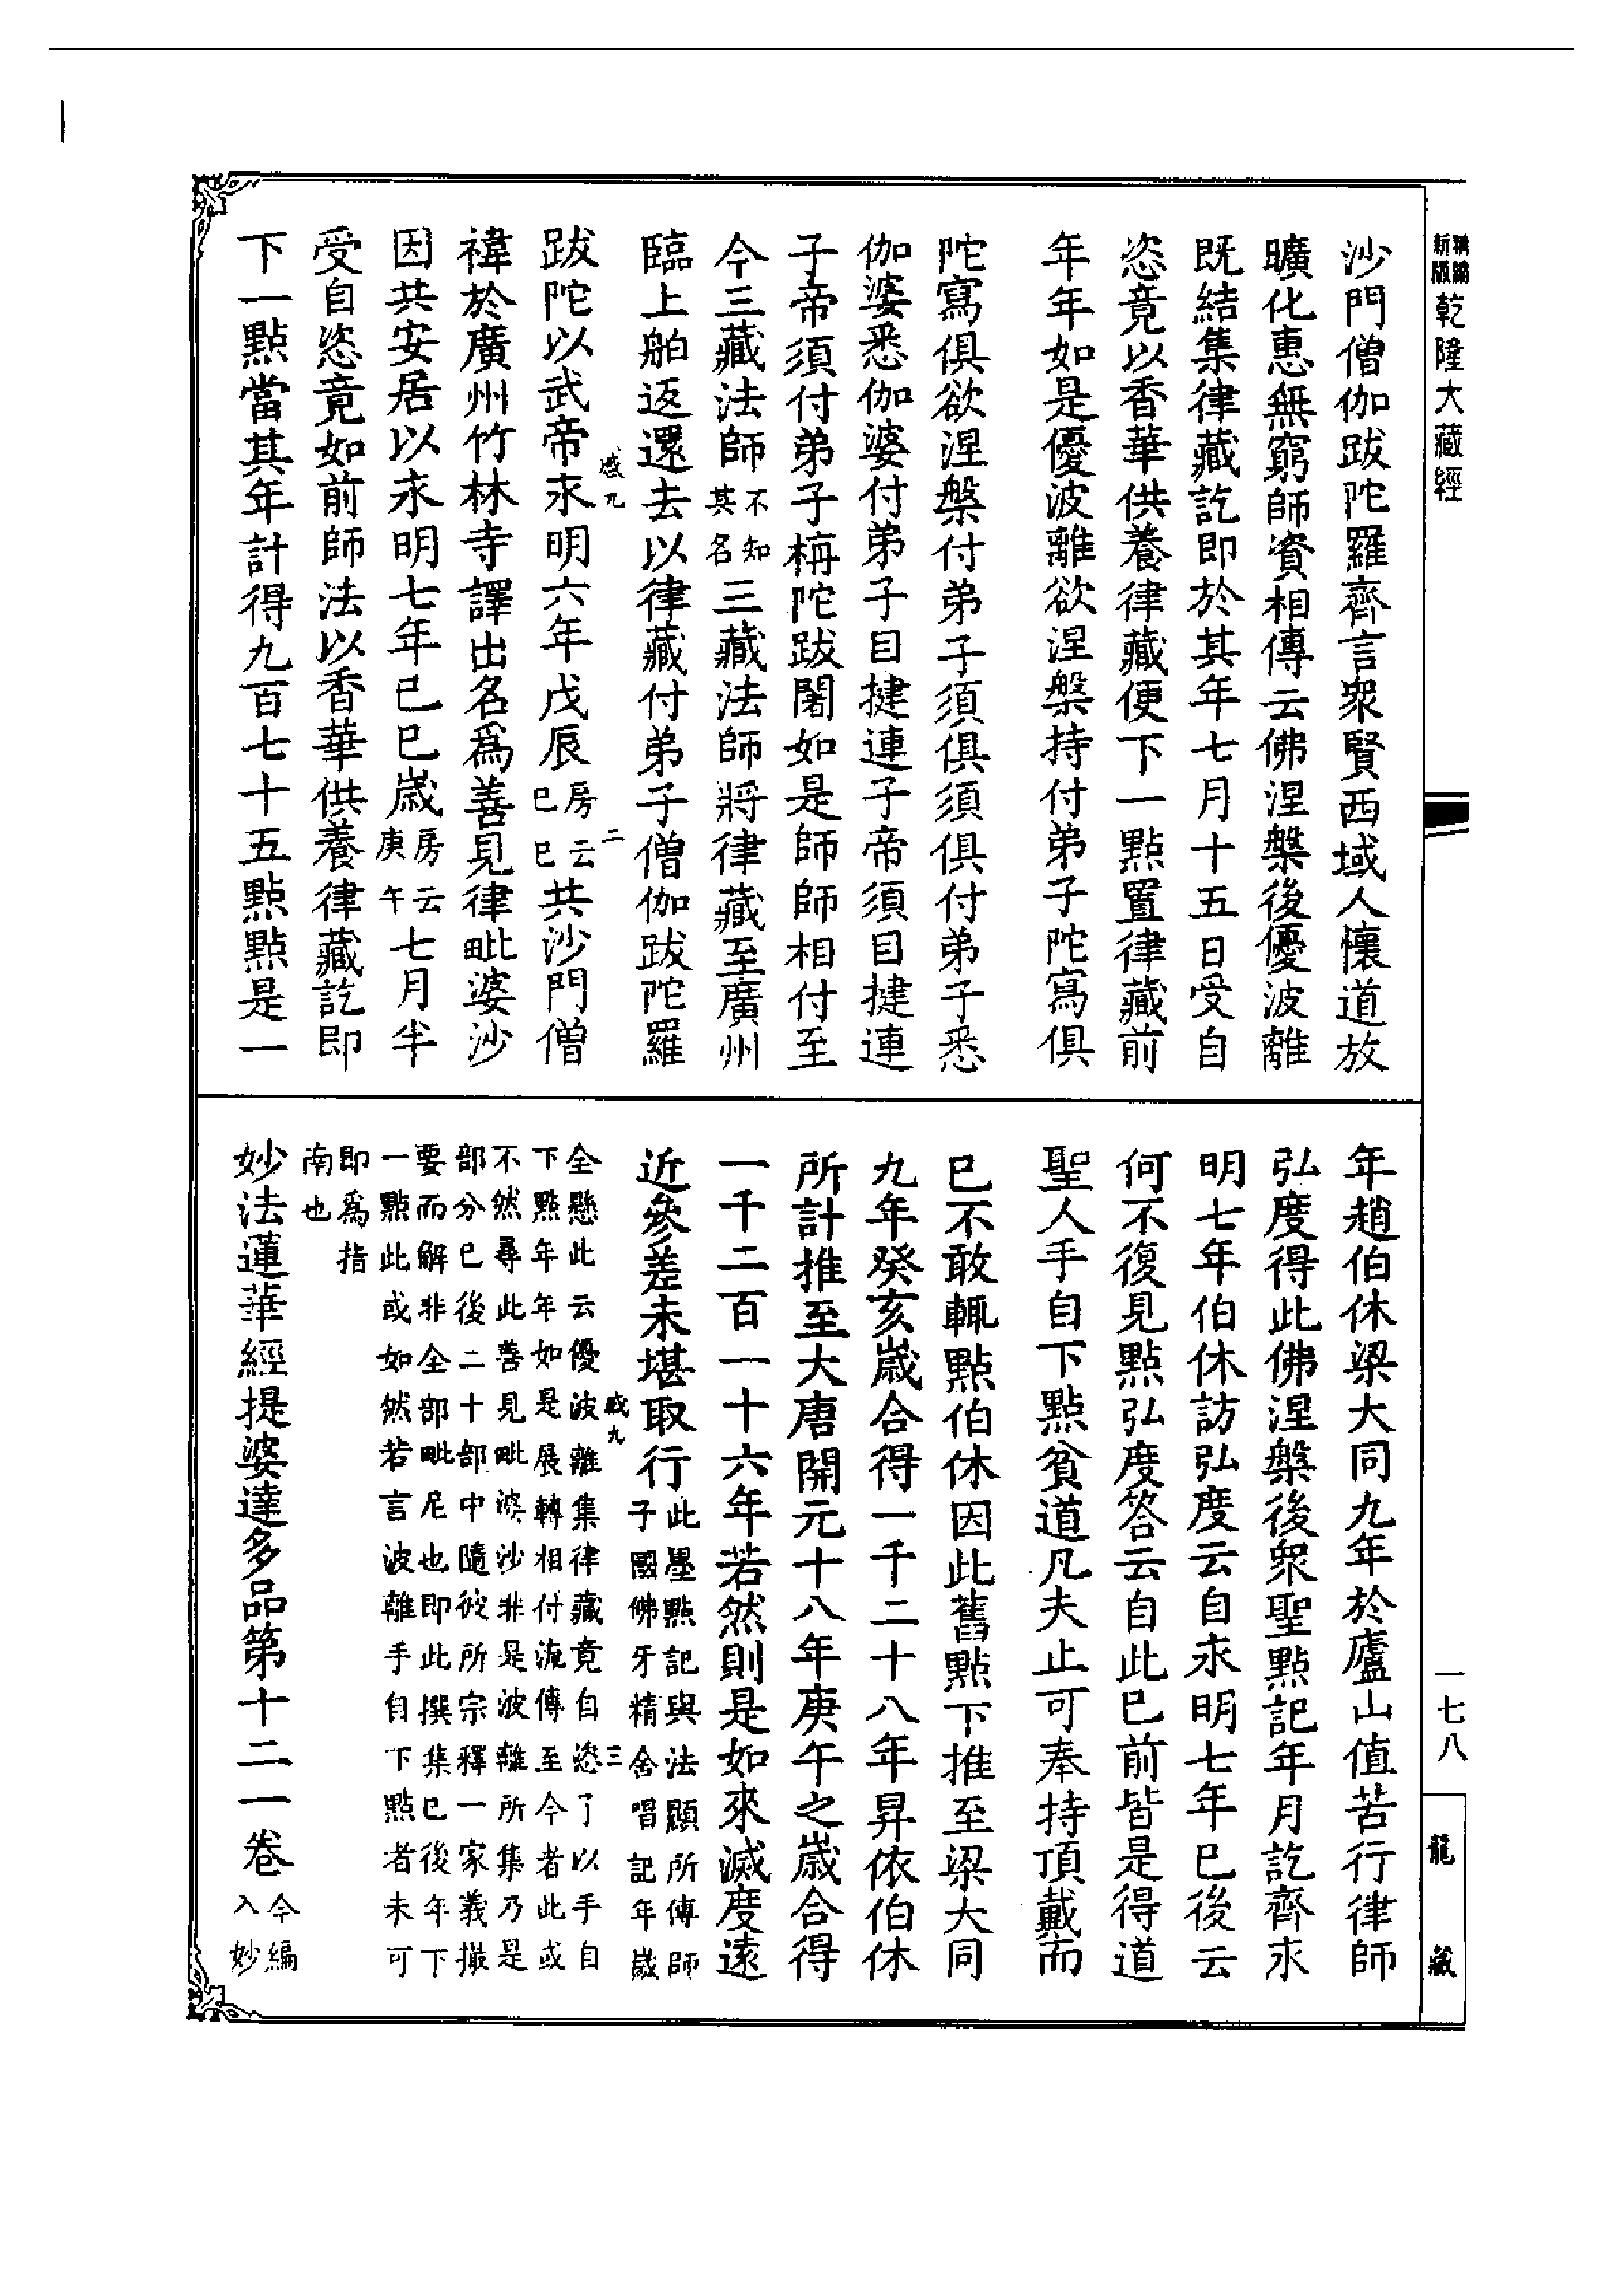 新編
縮版
乾隆大藏經
一七八
龍藏
沙門僧伽跋陀羅齊言衆賢西域人懷道放
曠化惠無窮師資相傳云佛涅槃後優波離
既結集律藏訖即於其年七月十五日受自
恣竟以香華供養律藏便下一點置律藏前
年年如是優波離欲涅槃持付弟子陀寫俱
陀寫俱欲涅槃付弟子須俱須俱付弟子悉
伽婆悉伽婆付弟子目揵連子帝須目揵連
子帝須付弟子栴陀跋闍如是師師相付至
今三藏法師不知其名三藏法師將律藏至廣州
臨上舶返還去以律藏付弟子僧伽跋陀羅
跋陀以武帝永明六年戊辰房云己巳共沙門僧
禕於廣州竹林寺譯出名爲善見律毗婆沙
因共安居以永明七年己巳歲房云庚午七月半
受自恣竟如前師法以香華供養律藏訖即
下一點當其年計得九百七十五點點是一
年趙伯休梁大同九年於廬山值苦行律師
弘度得此佛涅槃後衆聖點記年月訖齊永
明七年伯休訪弘度云自永明七年已後云
何不復見點弘度答云自此已前皆是得道
聖人手自下點貧道凡夫止可奉持頂戴而
已不敢輒點伯休因此舊點下推至梁大同
九年癸亥歲合得一千二十八年昇依伯休
所計推至大唐開元十八年庚午之歲合得
一千二百一十六年若然則是如來滅度遠
近參差未堪取行此墨點記與法顯所傳師
子國佛牙精舍唱記年歲
全懸此云優波離集律藏竟自恣了以手自
下點年年如是展轉相付流傳至今者此或
不然尋此善見毗婆沙非是波離所集乃是
部分已後二十部中隨彼所宗釋一家義撮
要而解非全部毗尼也即此撰集已後年下
一點此或如然若言波離手自下點者未可
即爲指
南也
妙法蓮華經提婆達多品第十二一卷今編
入妙